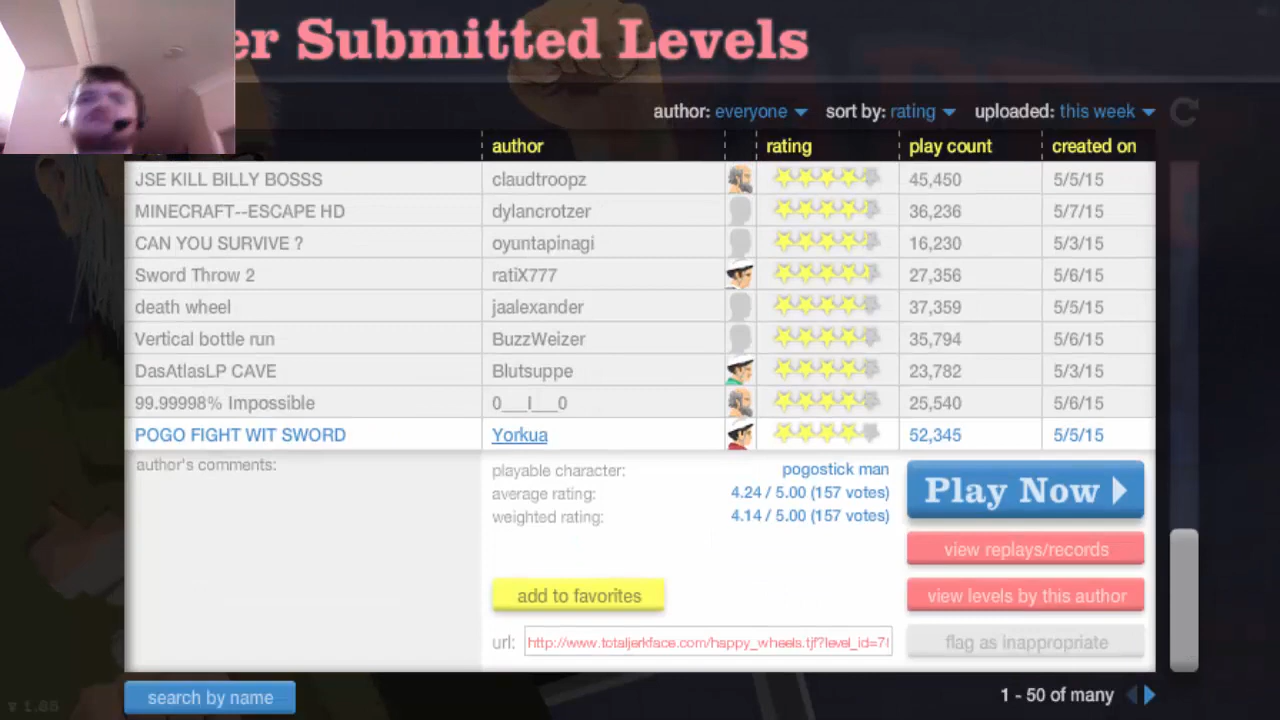 er Submitted Levels
author: everyone sort by: rating uploaded: this week
author rating play count created on
JSE KILL BILLY BOSSS claudtroopz 45,450 5/5/15
MINECRAFT--ESCAPE HD dylancrotzer 36,236 5/7/15
CAN YOU SURVIVE ? oyuntapinagi 16,230 5/3/15
Sword Throw 2 ratiX777 27,356 5/6/15
death wheel jaalexander 37,359 5/5/15
Vertical bottle run BuzzWeizer 35,794 5/6/15
DasAtlasLP CAVE Blutsuppe 23,782 5/3/15
99.99998% Impossible 0___I___0 25,540 5/6/15
POGO FIGHT WIT SWORD Yorkua 52,345 5/5/15
author's comments:
playable character: pogostick man
average rating: 4.24 / 5.00 (157 votes)
weighted rating: 4.14 / 5.00 (157 votes)
Play Now
view replays/records
add to favorites
view levels by this author
url: http://www.totaljerkface.com/happy_wheels.tjf?level_id=7
flag as inappropriate
search by name
1 - 50 of many
v 1.85